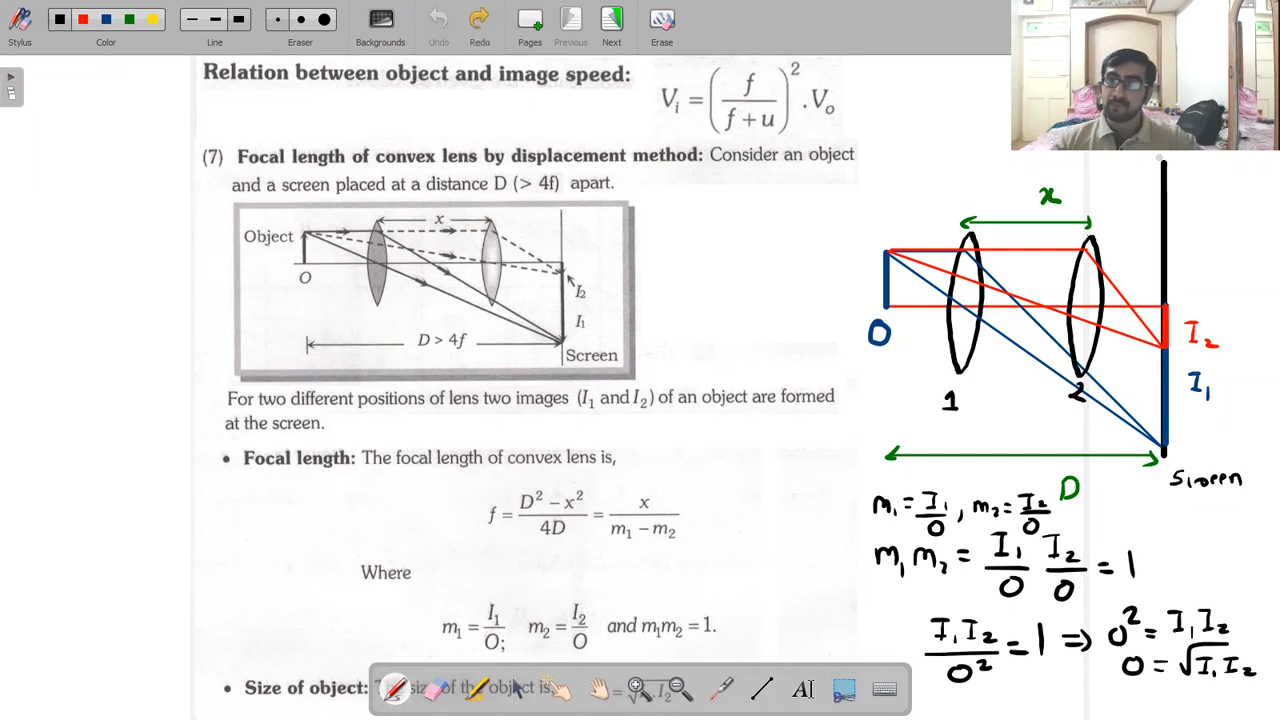 Stylus
Color
Line
Eraser
Backgrounds
Undo
Redo
Pages
Previous
Next
Erase
Relation between object and image speed:
V_i = (f / (f + u))^2 . V_o
(7) Focal length of convex lens by displacement method: Consider an object
and a screen placed at a distance D (> 4f) apart.
x
Object
O
I_2
I_1
D > 4f
Screen
For two different positions of lens two images (I_1 and I_2) of an object are formed
at the screen.
• Focal length: The focal length of convex lens is,
f = (D^2 – x^2) / 4D = x / (m_1 – m_2)
Where
m_1 = I_1 / O; m_2 = I_2 / O and m_1m_2 = 1.
• Size of object:
x
O
1
2
I_2
I_1
D
Screen
m_1 = I_1 / O , m_2 = I_2 / O
m_1 m_2 = I_1 / O I_2 / O = 1
I_1 I_2 / O^2 = 1 ⇒ O^2 = I_1 I_2
O = √I_1 I_2